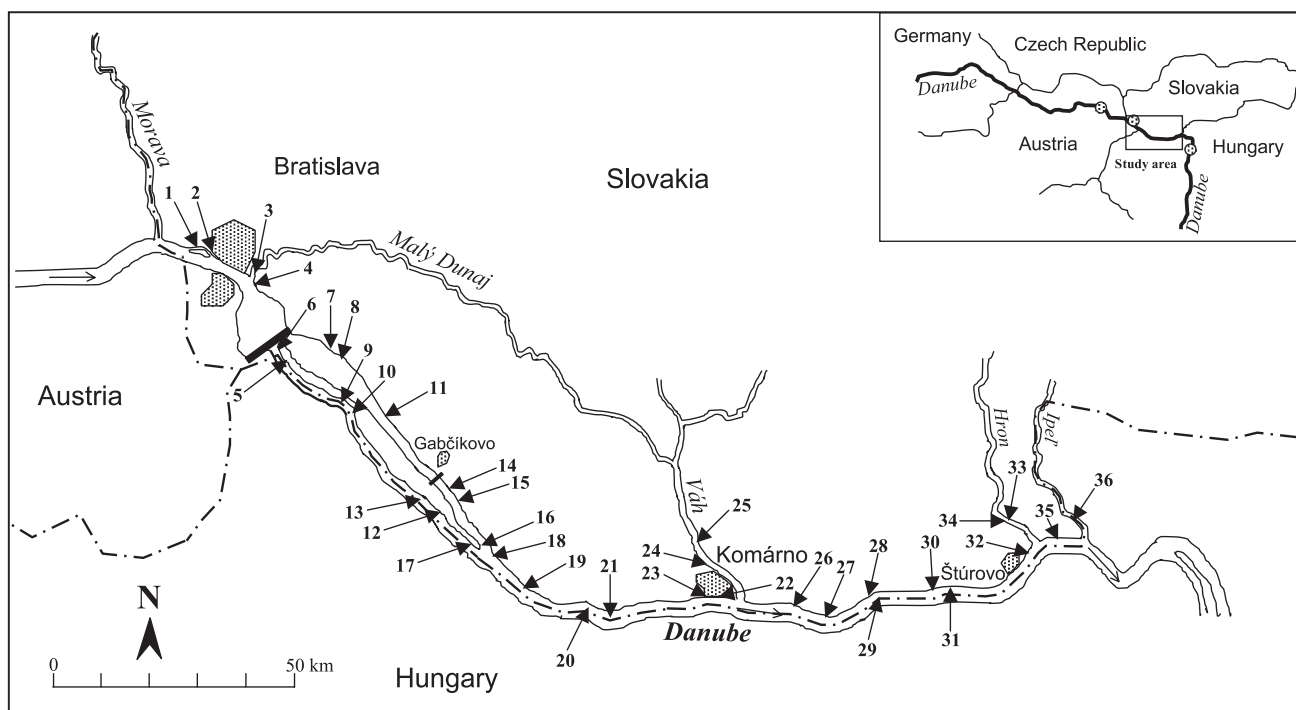 Germany
Czech Republic
Danube
Slovakia
Austria
Hungary
Study area
Danube
Morava
Bratislava
Slovakia
1
2
3
Malý Dunaj
4
6
7
8
9
10
5
11
Austria
Gabčíkovo
14
15
13
12
16
17
18
19
Váh
25
24
Komárno
23
22
21
20
26
27
28
29
30
31
Štúrovo
32
Hron
Ipeľ
33
34
35
36
Danube
Hungary
N
0
50 km